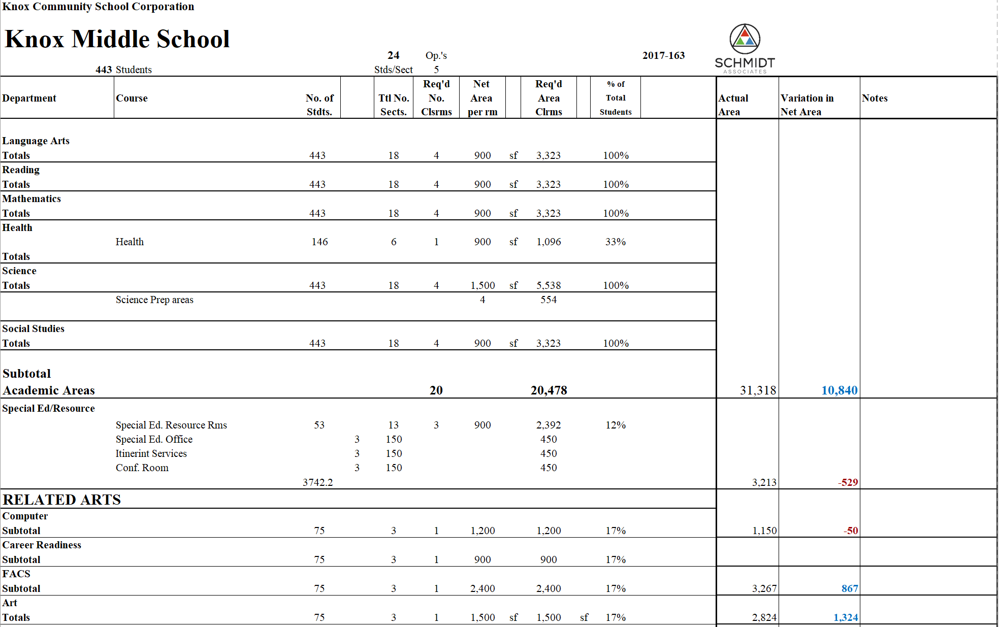 Knox Community School Corporation
Knox Middle School
24 Op.'s 2017-163
443 Students Stds/Sect 5
SCHMIDT
ASSOCIATES
Req'd Net Req'd % of
Department Course No. of Ttl No. No. Area Area Total Actual Variation in Notes
Stdts. Sects. Clsrms per rm Clrms Students Area Net Area
Language Arts
Totals 443 18 4 900 sf 3,323 100%
Reading
Totals 443 18 4 900 sf 3,323 100%
Mathematics
Totals 443 18 4 900 sf 3,323 100%
Health
Health 146 6 1 900 sf 1,096 33%
Totals
Science
Totals 443 18 4 1,500 sf 5,538 100%
Science Prep areas 4 554
Social Studies
Totals 443 18 4 900 sf 3,323 100%
Subtotal
Academic Areas 20 20,478 31,318 10,840
Special Ed/Resource
Special Ed. Resource Rms 53 13 3 900 2,392 12%
Special Ed. Office 3 150 450
Itinerint Services 3 150 450
Conf. Room 3 150 450
3742.2 3,213 -529
RELATED ARTS
Computer
Subtotal 75 3 1 1,200 1,200 17% 1,150 -50
Career Readiness
Subtotal 75 3 1 900 900 17%
FACS
Subtotal 75 3 1 2,400 2,400 17% 3,267 867
Art
Totals 75 3 1 1,500 sf 1,500 sf 17% 2,824 1,324